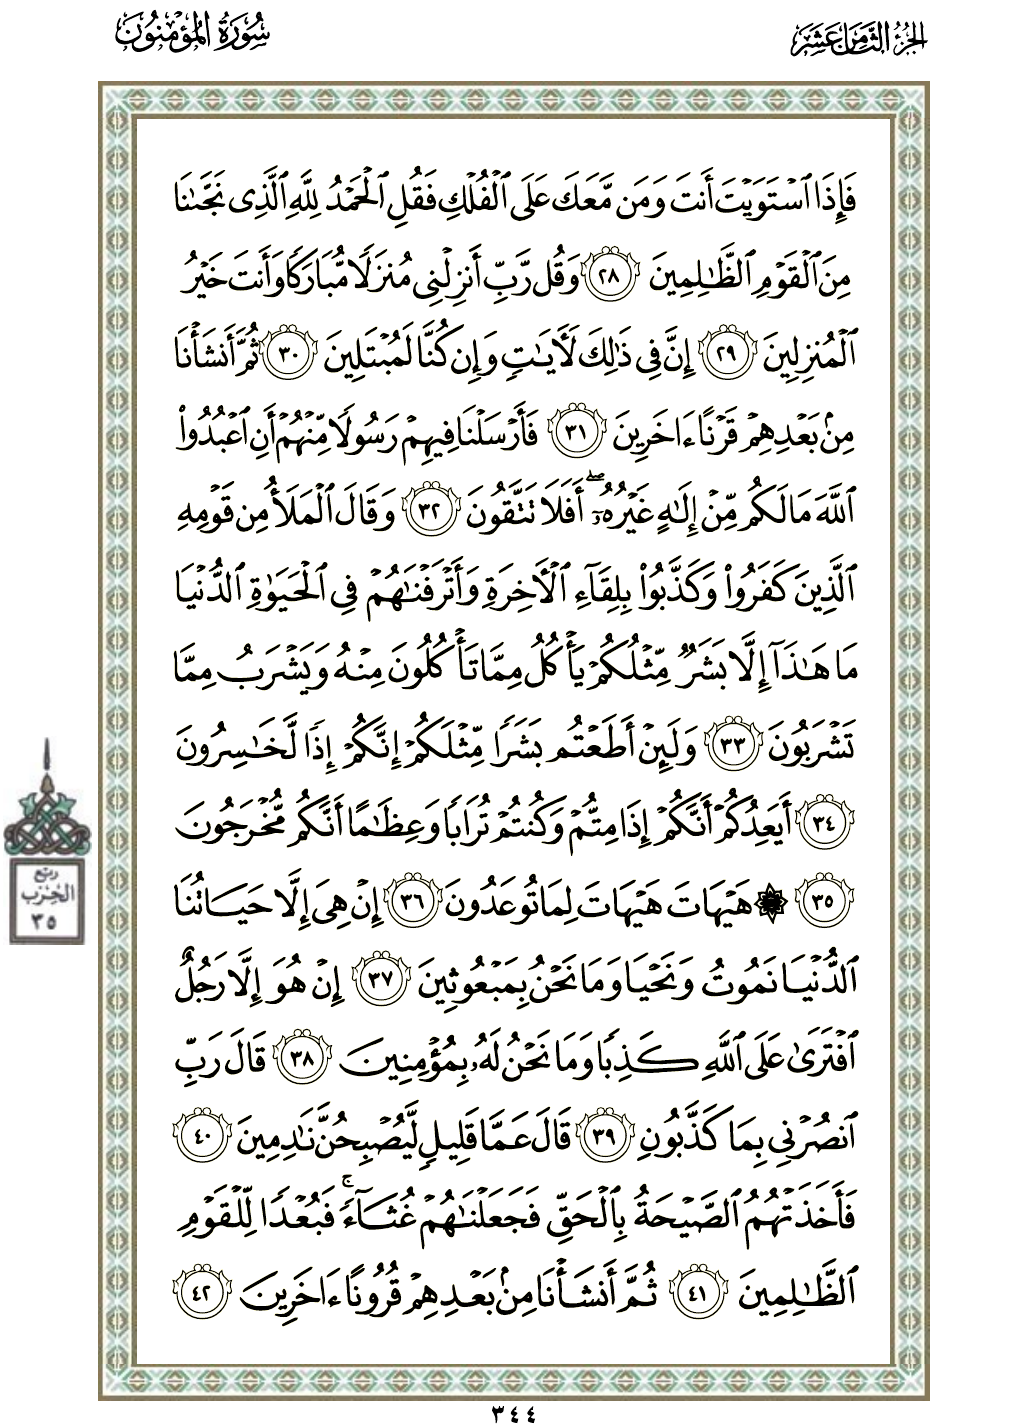 الجزء الثامن عشر
سورة المؤمنون
فَإِذَا ٱسْتَوَيْتَ أَنتَ وَمَن مَّعَكَ عَلَى ٱلْفُلْكِ فَقُلِ ٱلْحَمْدُ لِلَّهِ ٱلَّذِى نَجَّىٰنَا
مِنَ ٱلْقَوْمِ ٱلظَّـٰلِمِينَ ٢٨ وَقُل رَّبِّ أَنزِلْنِى مُنزَلًا مُّبَارَكًا وَأَنتَ خَيْرُ
ٱلْمُنزِلِينَ ٢٩ إِنَّ فِى ذَٰلِكَ لَـَٔايَـٰتٍ وَإِن كُنَّا لَمُبْتَلِينَ ٣٠ ثُمَّ أَنشَأْنَا
مِنۢ بَعْدِهِمْ قَرْنًا ءَاخَرِينَ ٣١ فَأَرْسَلْنَا فِيهِمْ رَسُولًا مِّنْهُمْ أَنِ ٱعْبُدُوا۟
ٱللَّهَ مَا لَكُم مِّنْ إِلَـٰهٍ غَيْرُهُۥٓ ۖ أَفَلَا تَتَّقُونَ ٣٢ وَقَالَ ٱلْمَلَأُ مِن قَوْمِهِ
ٱلَّذِينَ كَفَرُوا۟ وَكَذَّبُوا۟ بِلِقَآءِ ٱلْـَٔاخِرَةِ وَأَتْرَفْنَـٰهُمْ فِى ٱلْحَيَوٰةِ ٱلدُّنْيَا
مَا هَـٰذَآ إِلَّا بَشَرٌ مِّثْلُكُمْ يَأْكُلُ مِمَّا تَأْكُلُونَ مِنْهُ وَيَشْرَبُ مِمَّا
تَشْرَبُونَ ٣٣ وَلَئِنْ أَطَعْتُم بَشَرًا مِّثْلَكُمْ إِنَّكُمْ إِذًا لَّخَـٰسِرُونَ
٣٤ أَيَعِدُكُمْ أَنَّكُمْ إِذَا مِتُّمْ وَكُنتُمْ تُرَابًا وَعِظَـٰمًا أَنَّكُم مُّخْرَجُونَ
٣٥ ۞ هَيْهَاتَ هَيْهَاتَ لِمَا تُوعَدُونَ ٣٦ إِنْ هِىَ إِلَّا حَيَاتُنَا
ٱلدُّنْيَا نَمُوتُ وَنَحْيَا وَمَا نَحْنُ بِمَبْعُوثِينَ ٣٧ إِنْ هُوَ إِلَّا رَجُلٌ
ٱفْتَرَىٰ عَلَى ٱللَّهِ كَذِبًا وَمَا نَحْنُ لَهُۥ بِمُؤْمِنِينَ ٣٨ قَالَ رَبِّ
ٱنصُرْنِى بِمَا كَذَّبُونِ ٣٩ قَالَ عَمَّا قَلِيلٍ لَّيُصْبِحُنَّ نَـٰدِمِينَ ٤٠
فَأَخَذَتْهُمُ ٱلصَّيْحَةُ بِٱلْحَقِّ فَجَعَلْنَـٰهُمْ غُثَآءً ۚ فَبُعْدًا لِّلْقَوْمِ
ٱلظَّـٰلِمِينَ ٤١ ثُمَّ أَنشَأْنَا مِنۢ بَعْدِهِمْ قُرُونًا ءَاخَرِينَ ٤٢
ربع
الحزب
٣٥
٣٤٤